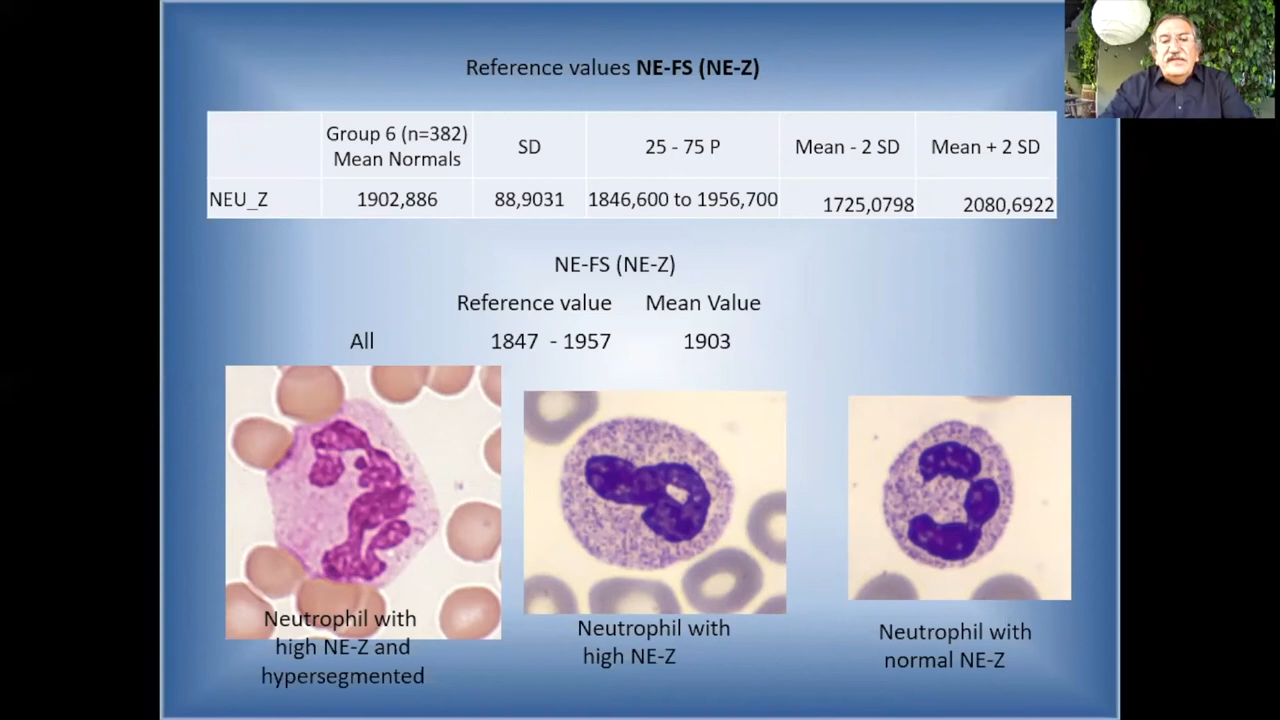 Reference values NE-FS (NE-Z)
Group 6 (n=382)
Mean Normals
SD
25 - 75 P
Mean - 2 SD
Mean + 2 SD
NEU_Z
1902,886
88,9031
1846,600 to 1956,700
1725,0798
2080,6922
NE-FS (NE-Z)
Reference value
Mean Value
All
1847 - 1957
1903
Neutrophil with
high NE-Z and
hypersegmented
Neutrophil with
high NE-Z
Neutrophil with
normal NE-Z